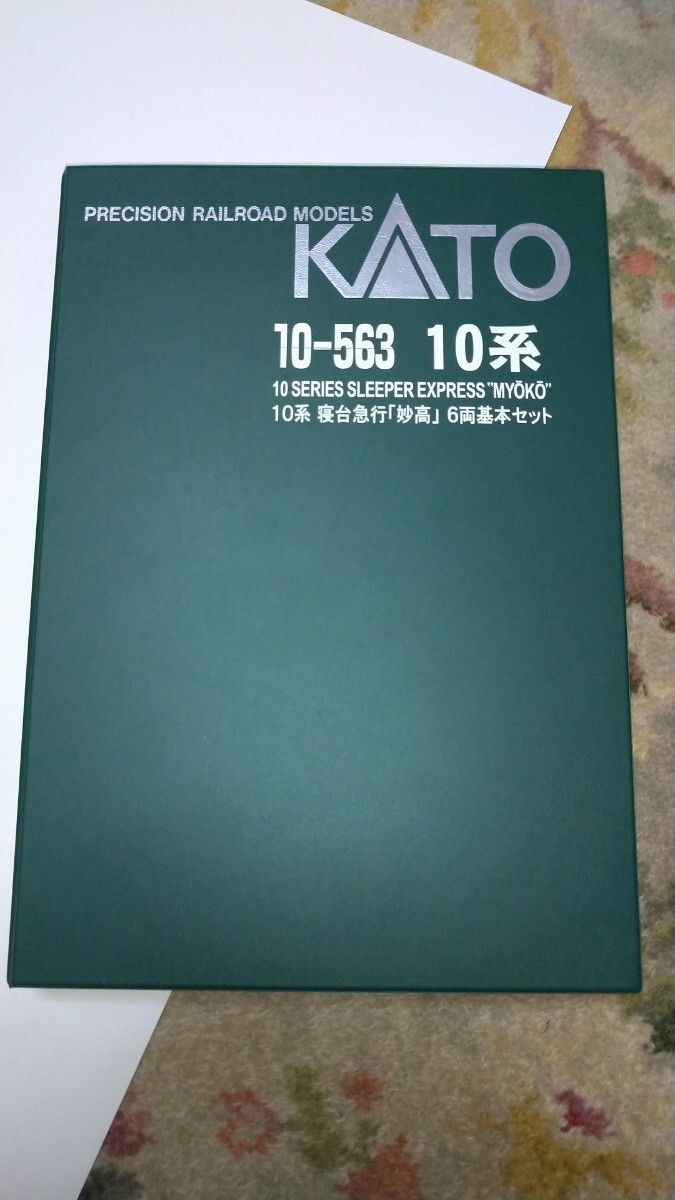 PRECISION RAILROAD MODELS
KATO
10-563 10系
10 SERIES SLEEPER EXPRESS "MYŌKŌ"
10系 寝台急行「妙高」 6両基本セット